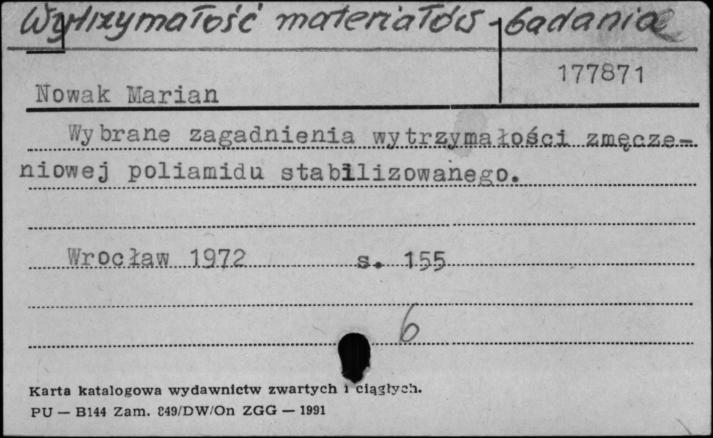 Wytrzymałość materiałów - badania
177871
Nowak Marian
Wybrane zagadnienia wytrzymałości zmęcze-
niowej poliamidu stabilizowanego.
Wrocław 1972 s. 155
6
Karta katalogowa wydawnictw zwartych i ciągłych.
PU — B144 Zam. 849/DW/On ZGG — 1991